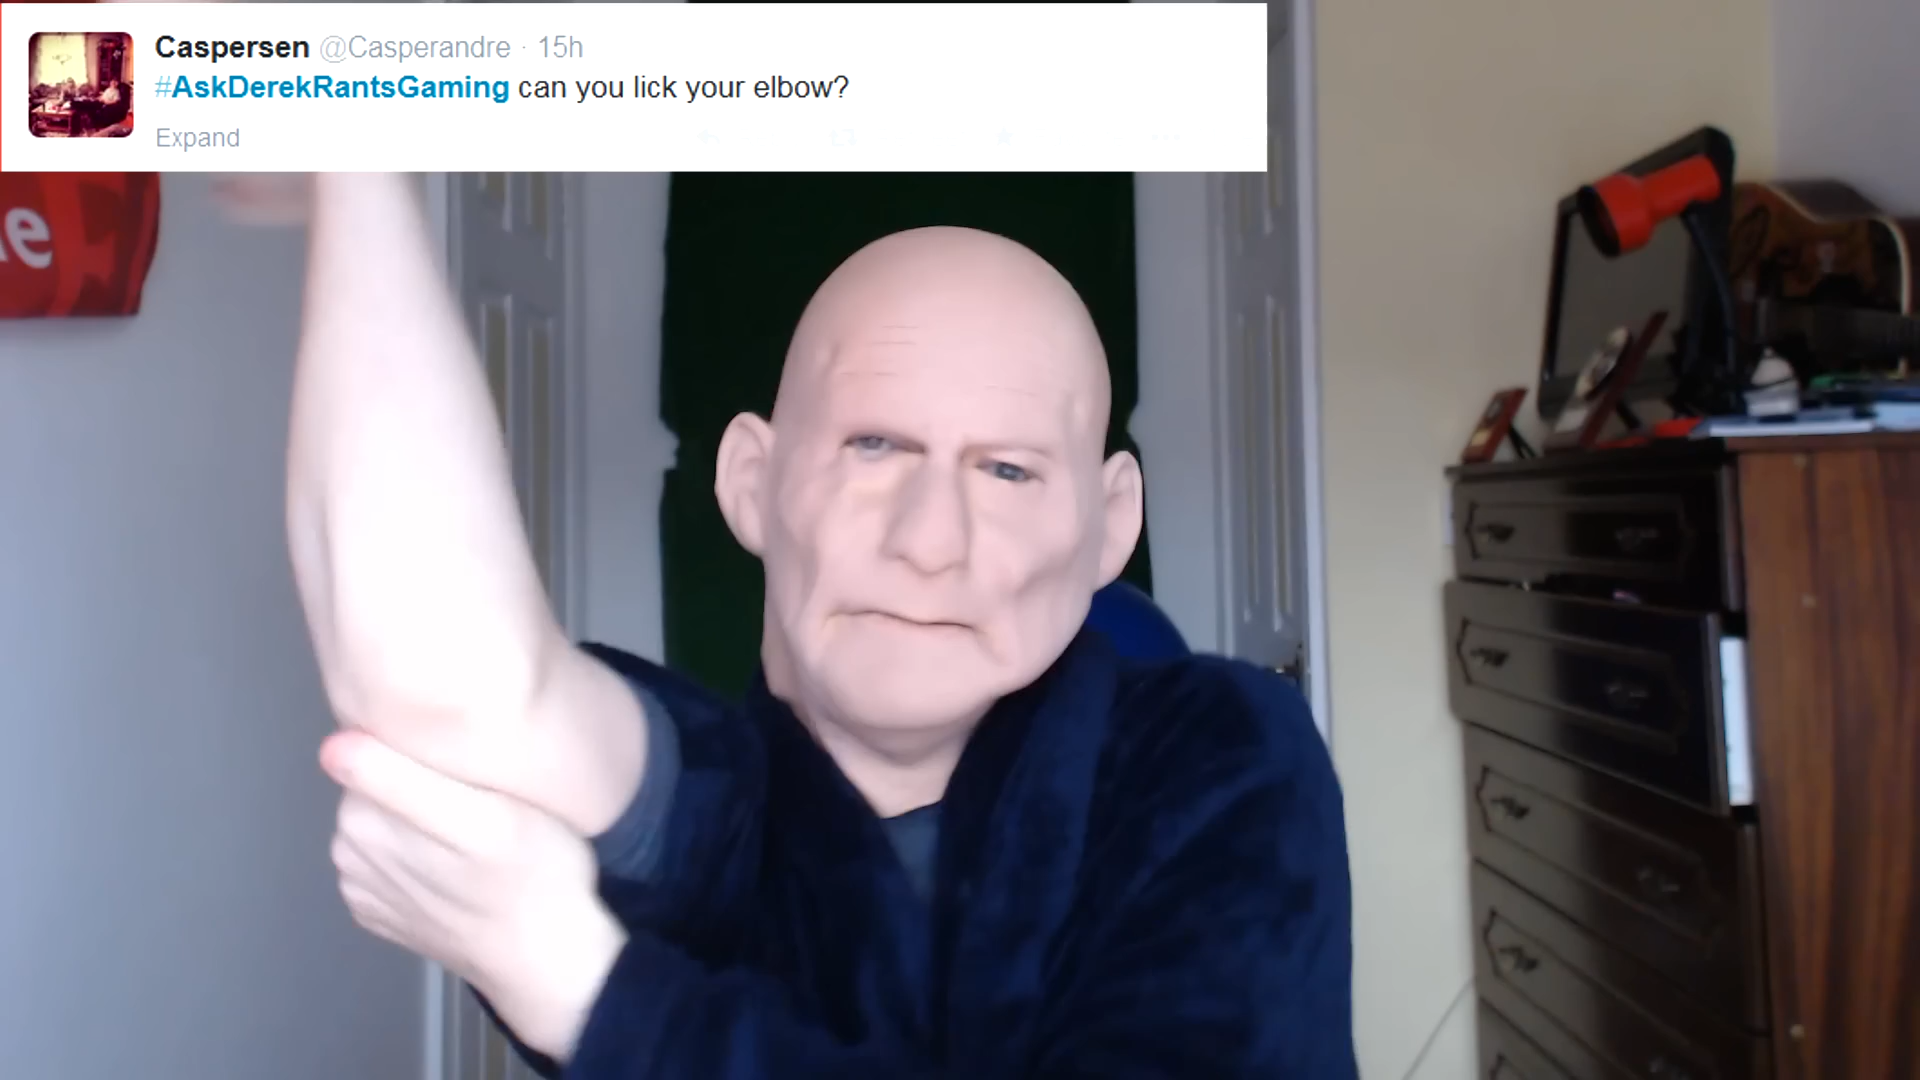 Caspersen @Casperandre · 15h
#AskDerekRantsGaming can you lick your elbow?
Expand